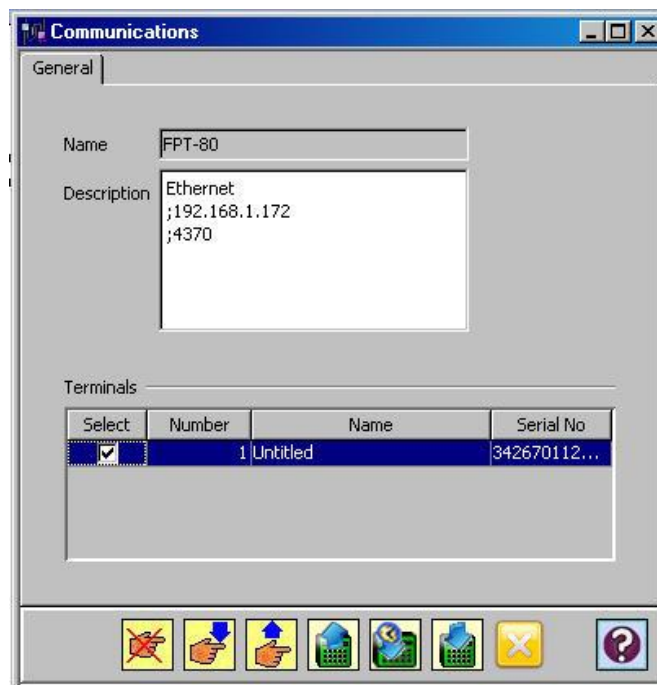 Communications
General
Name
FPT-80
Description
Ethernet
;192.168.1.172
;4370
Terminals
Select Number Name Serial No
1 Untitled 342670112...